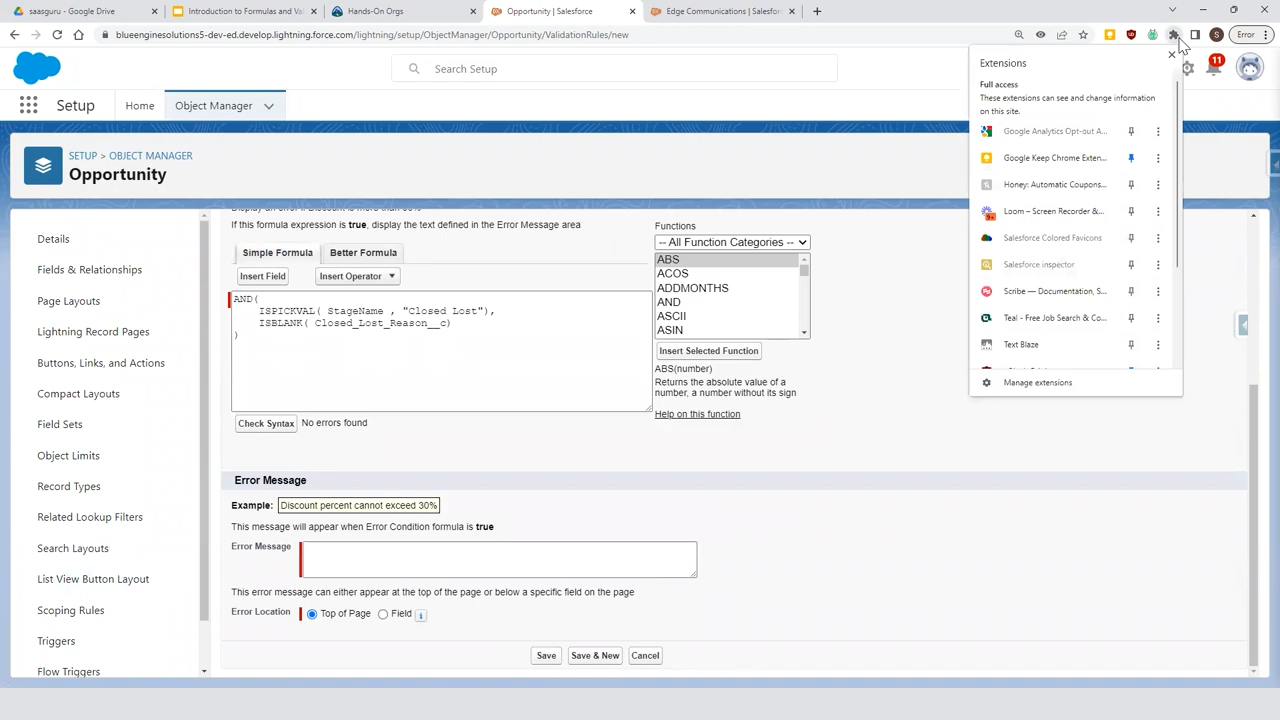 saasguru - Google Drive
Introduction to Formulas and Val
Hands-On Orgs
Opportunity | Salesforce
Edge Communications | Salesfor
blueenginesolutions5-dev-ed.develop.lightning.force.com/lightning/setup/ObjectManager/Opportunity/ValidationRules/new
S
Error
Search Setup
11
Setup
Home
Object Manager
SETUP > OBJECT MANAGER
Opportunity
Extensions
Full access
These extensions can see and change information
on this site.
Google Analytics Opt-out A...
Google Keep Chrome Exten...
Honey: Automatic Coupons...
Loom – Screen Recorder &...
Salesforce Colored Favicons
Salesforce inspector
Scribe — Documentation, S...
Teal - Free Job Search & Co...
Text Blaze
Manage extensions
Details
Fields & Relationships
Page Layouts
Lightning Record Pages
Buttons, Links, and Actions
Compact Layouts
Field Sets
Object Limits
Record Types
Related Lookup Filters
Search Layouts
List View Button Layout
Scoping Rules
Triggers
Flow Triggers
If this formula expression is true, display the text defined in the Error Message area
Simple Formula
Better Formula
Insert Field
Insert Operator
AND(
ISPICKVAL( StageName , "Closed Lost"),
ISBLANK( Closed_Lost_Reason__c)
)
Check Syntax
No errors found
Functions
-- All Function Categories --
ABS
ACOS
ADDMONTHS
AND
ASCII
ASIN
Insert Selected Function
ABS(number)
Returns the absolute value of a
number, a number without its sign
Help on this function
Error Message
Example: Discount percent cannot exceed 30%
This message will appear when Error Condition formula is true
Error Message
This error message can either appear at the top of the page or below a specific field on the page
Error Location
Top of Page
Field
i
Save
Save & New
Cancel